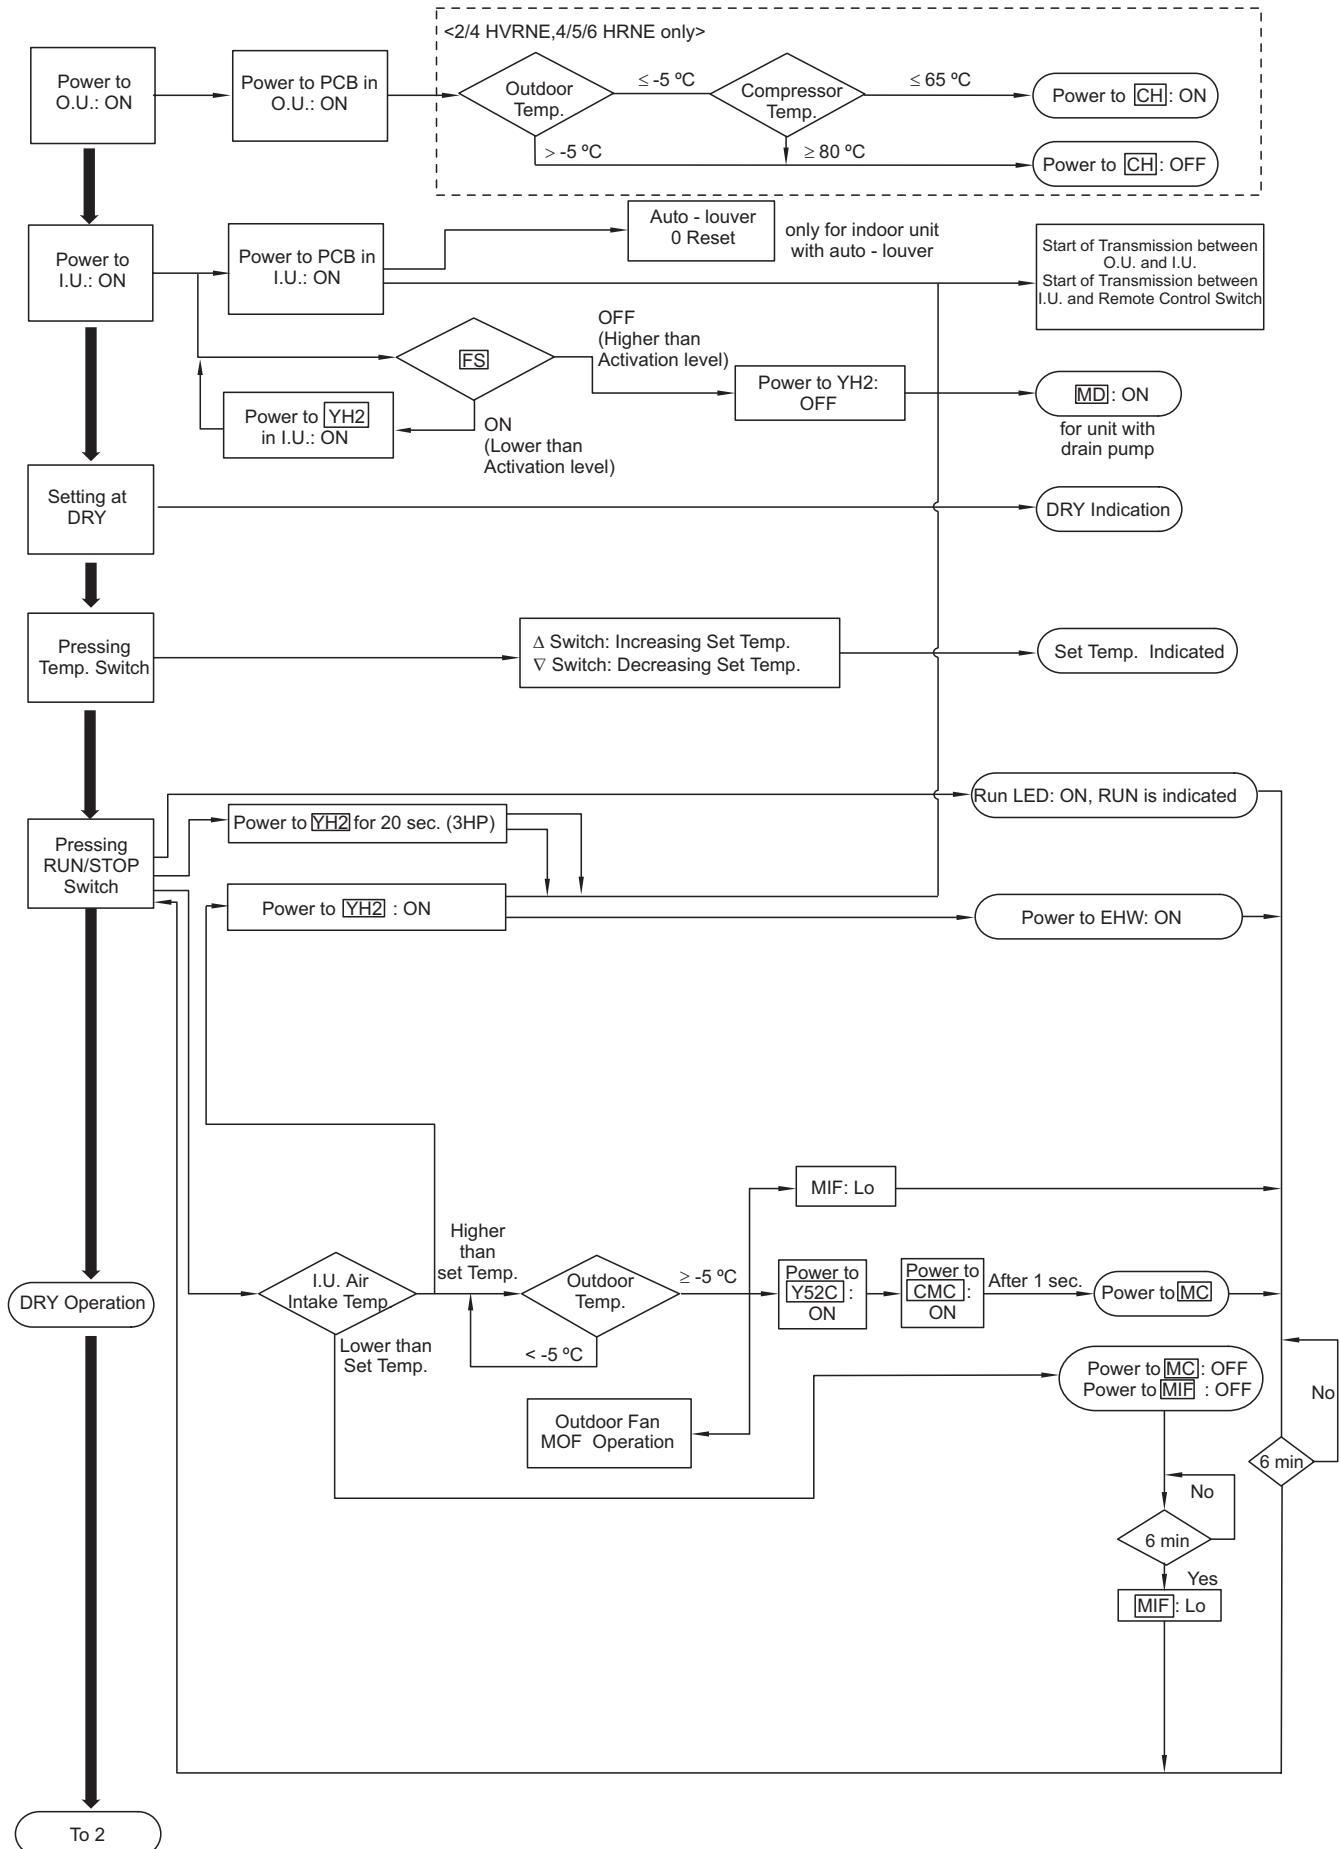 <2/4 HVRNE,4/5/6 HRNE only>
Power to
O.U.: ON
Power to PCB in
O.U.: ON
Outdoor
Temp.
≤ -5 ºC
Compressor
Temp.
≤ 65 ºC
Power to CH : ON
> -5 ºC
≥ 80 ºC
Power to CH : OFF
Power to
I.U.: ON
Power to PCB in
I.U.: ON
Auto - louver
0 Reset
only for indoor unit
with auto - louver
Start of Transmission between
O.U. and I.U.
Start of Transmission between
I.U. and Remote Control Switch
FS
OFF
(Higher than
Activation level)
Power to YH2:
OFF
MD : ON
for unit with
drain pump
Power to YH2
in I.U.: ON
ON
(Lower than
Activation level)
Setting at
DRY
DRY Indication
Pressing
Temp. Switch
∆ Switch: Increasing Set Temp.
∇ Switch: Decreasing Set Temp.
Set Temp. Indicated
Run LED: ON, RUN is indicated
Pressing
RUN/STOP
Switch
Power to YH2 for 20 sec. (3HP)
Power to YH2 : ON
Power to EHW: ON
MIF: Lo
Higher
than
set Temp.
DRY Operation
I.U. Air
Intake Temp.
Outdoor
Temp.
≥ -5 ºC
Power to
Y52C :
ON
Power to
CMC :
ON
After 1 sec.
Power to MC
Lower than
Set Temp.
< -5 ºC
Power to MC : OFF
Power to MIF : OFF
No
Outdoor Fan
MOF Operation
6 min
No
6 min
Yes
MIF : Lo
To 2